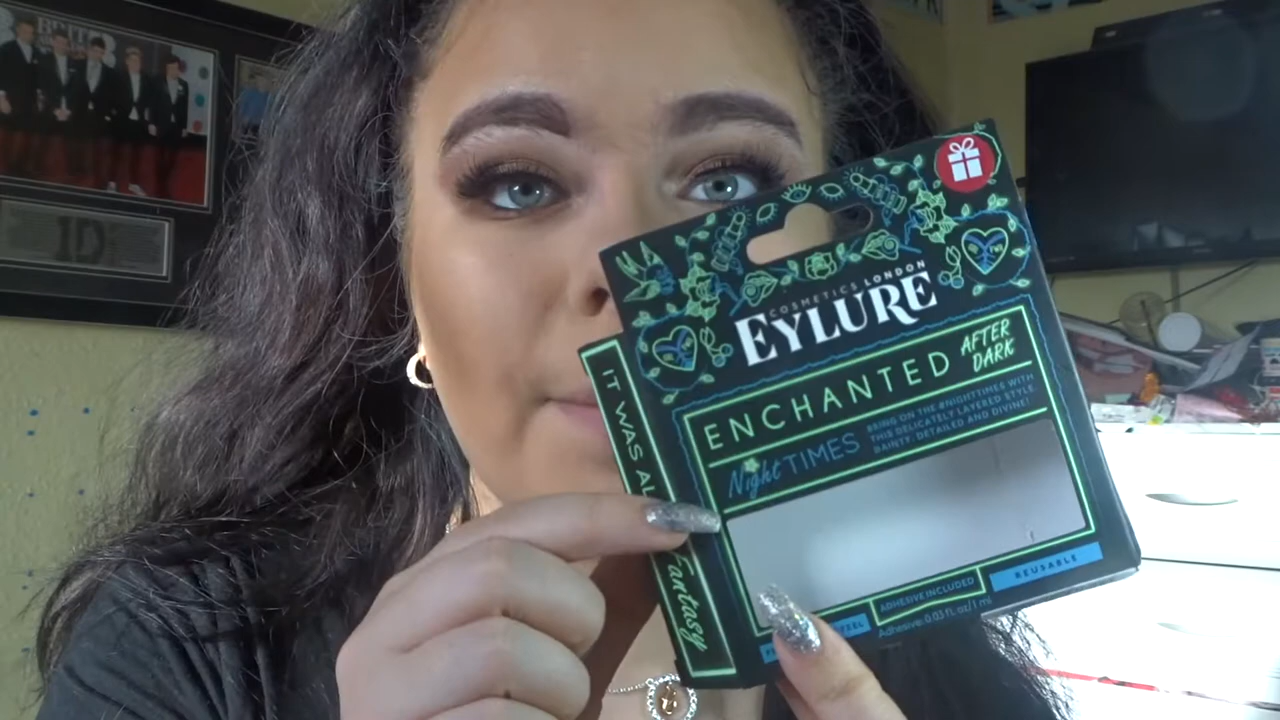 1D
COSMETICS LONDON
EYLURE
ENCHANTED AFTER DARK
Night TIMES
BRING ON THE #NIGHTTIMES WITH
THIS DELICATELY LAYERED STYLE
DAINTY, DETAILED AND DIVINE!
IT WAS
Fantasy
ADHESIVE INCLUDED
REUSABLE
Adhesive: 0.03 fl. oz/1 ml